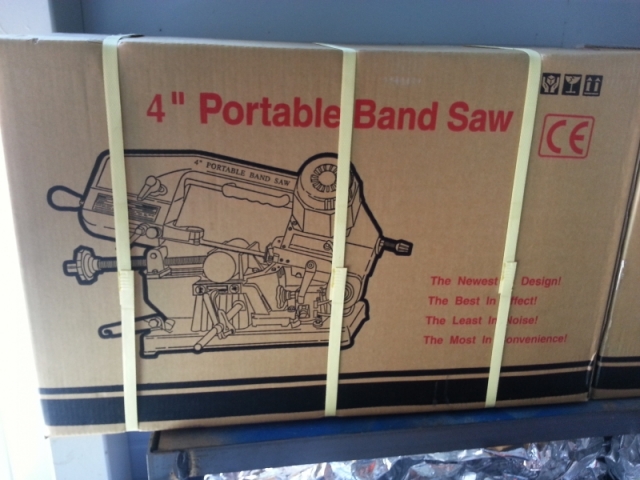 4" Portable Band Saw
CE
4" PORTABLE BAND SAW
The Newest Design!
The Best In Effect!
The Least In Noise!
The Most In Convenience!